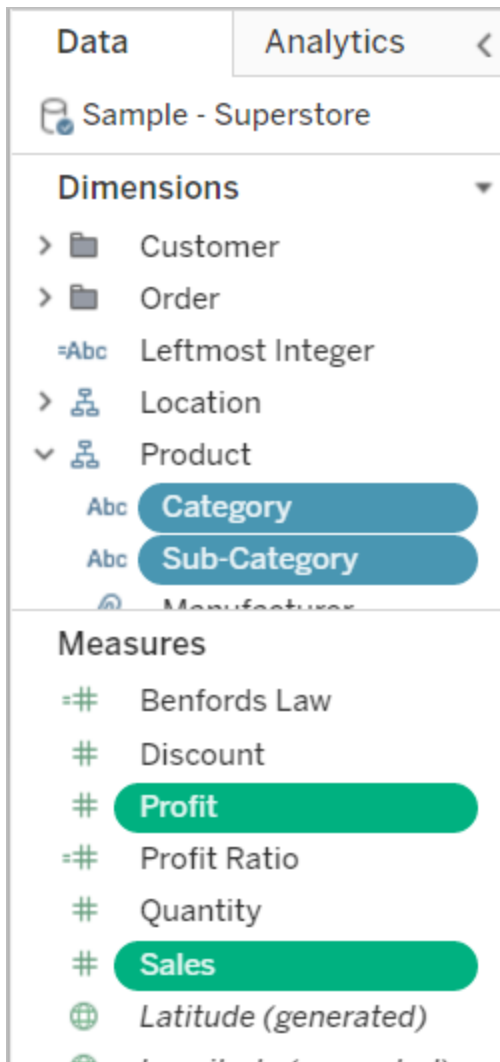 Data Analytics
Sample - Superstore
Dimensions
Customer
Order
=Abc Leftmost Integer
Location
Product
Abc Category
Abc Sub-Category
Manufacturer
Measures
=# Benfords Law
# Discount
# Profit
=# Profit Ratio
# Quantity
# Sales
Latitude (generated)